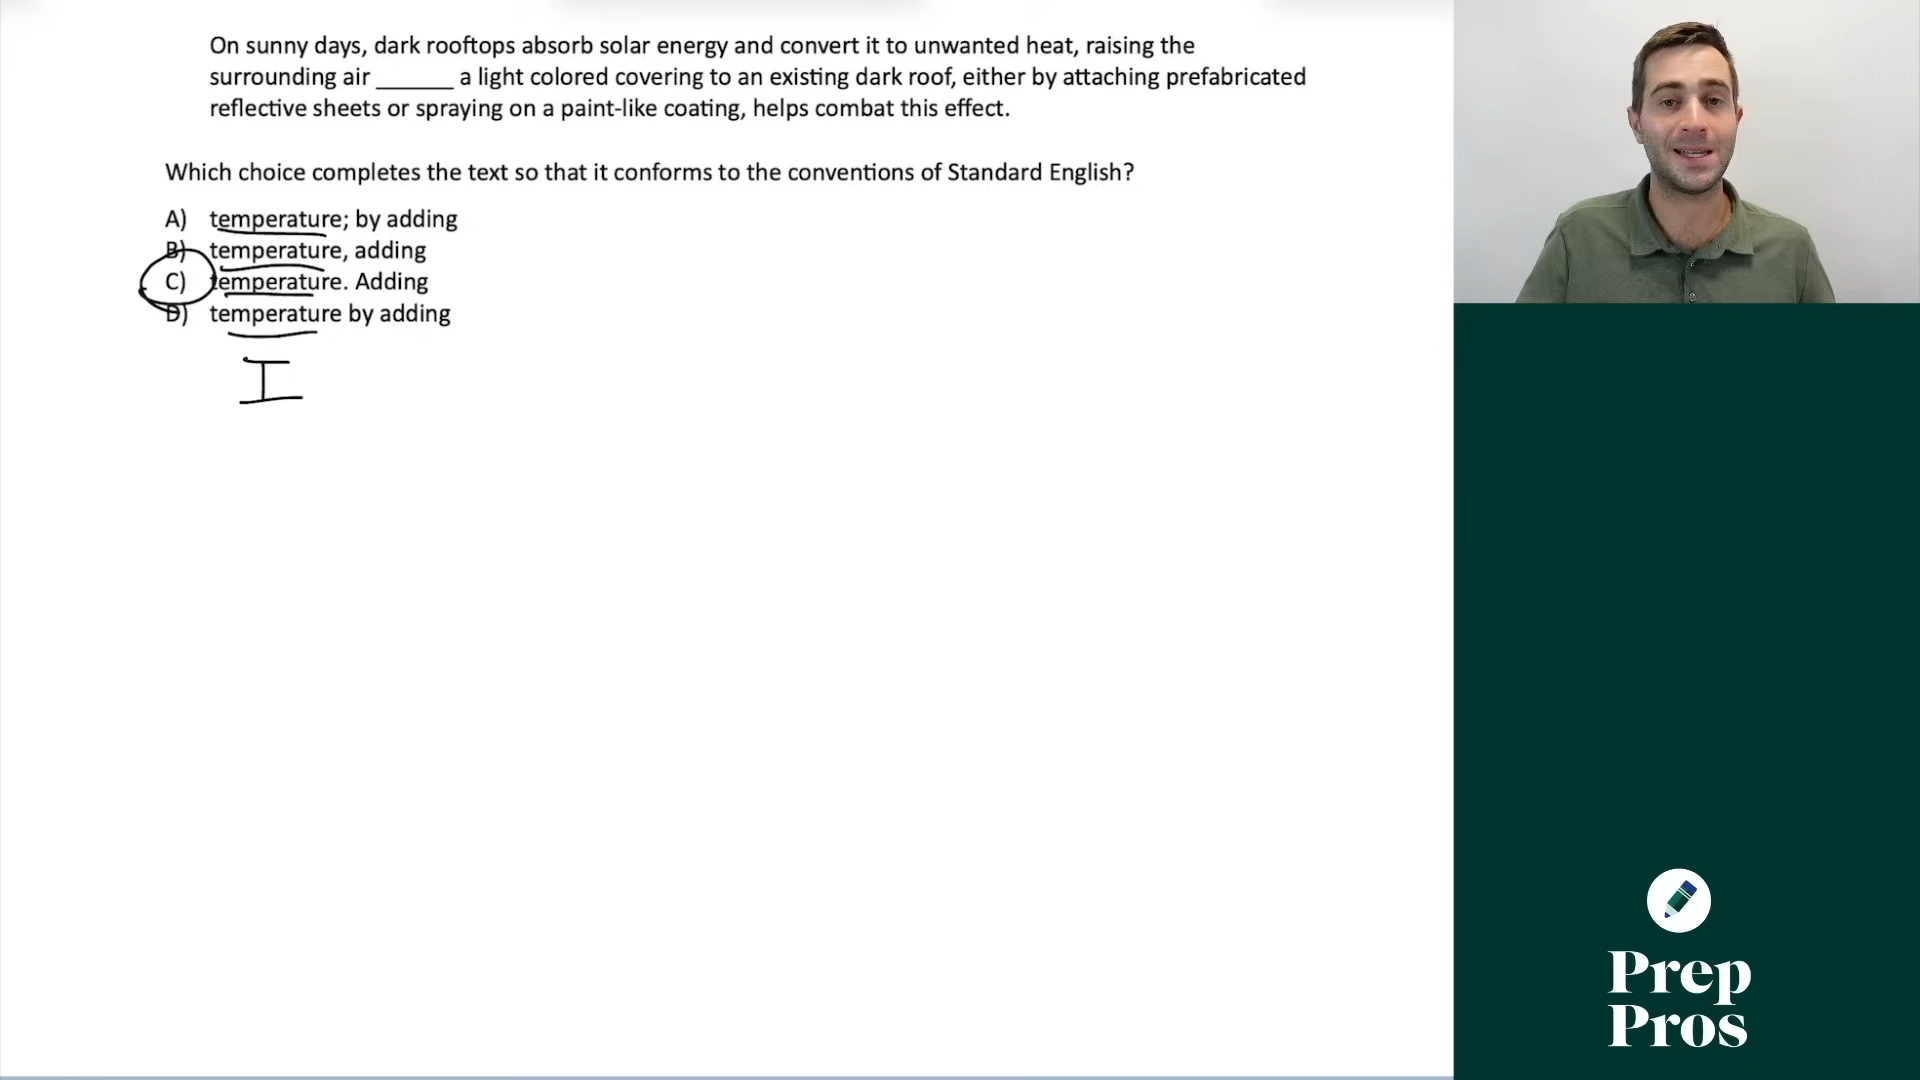 On sunny days, dark rooftops absorb solar energy and convert it to unwanted heat, raising the
surrounding air ______ a light colored covering to an existing dark roof, either by attaching prefabricated
reflective sheets or spraying on a paint-like coating, helps combat this effect.
Which choice completes the text so that it conforms to the conventions of Standard English?
A) temperature; by adding
B) temperature, adding
C) temperature. Adding
D) temperature by adding
I
Prep
Pros